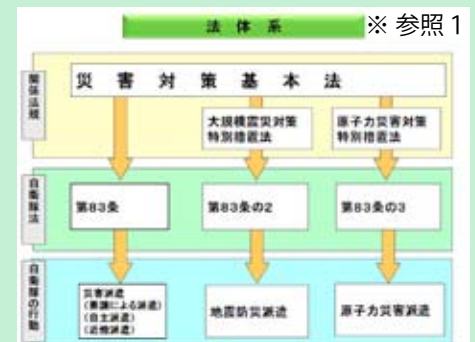 法体系
※ 参照1
関係法規
災害対策基本法
大規模震災対策
特別措置法
原子力災害対策
特別措置法
自衛隊法
第83条
第83条の2
第83条の3
自衛隊の行動
災害派遣
(要請による派遣)
(自主派遣)
(近傍派遣)
地震防災派遣
原子力災害派遣